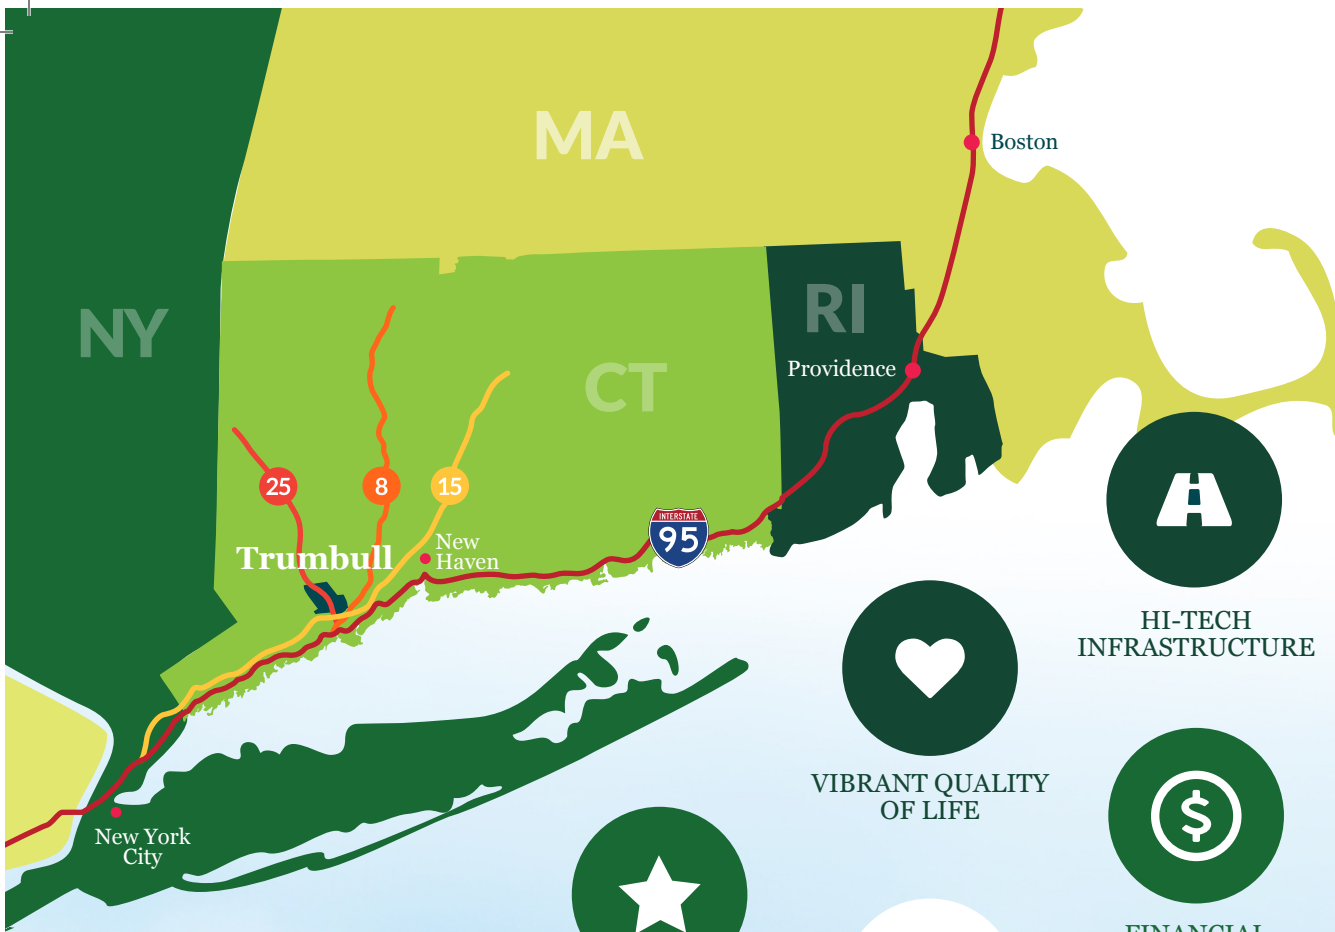 MA
Boston
NY
RI
Providence
CT
25
8
15
Trumbull
New
Haven
INTERSTATE
95
HI-TECH
INFRASTRUCTURE
VIBRANT QUALITY
OF LIFE
$
New York
City
FINANCIAL